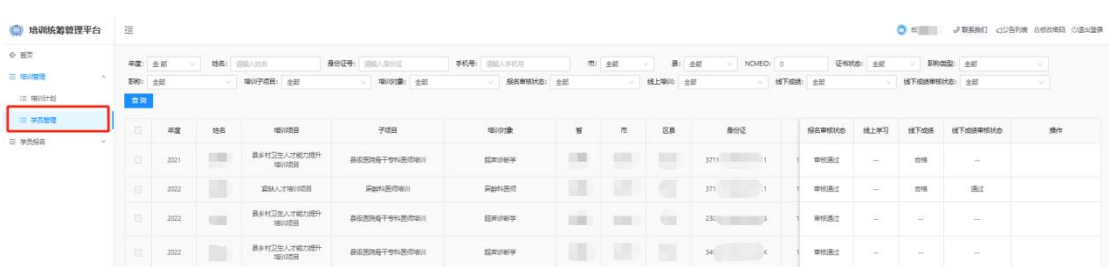 培训统筹管理平台
联系我们 公告列表 修改密码 退出登录
首页
年度: 全部 姓名: 请输入姓名 身份证号: 请输入身份证 手机号: 请输入手机号 市: 全部 县: 全部 NCMEID: 0 证书状态: 全部 职称类型: 全部
培训管理
职称: 全部 培训子项目: 全部 培训对象: 全部 报名审核状态: 全部 线上培训: 全部 线下成绩: 全部 线下成绩审核状态: 全部
培训计划
查询
学员管理
学员报名
年度 姓名 培训项目 子项目 培训对象 省 市 区县 身份证 报名审核状态 线上学习 线下成绩 线下成绩审核状态 操作
2021 县乡村卫生人才能力提升培训项目 县级医院骨干专科医师培训 超声诊断学 3711 1 1 审核通过 -- 合格 --
2022 紧缺人才培训项目 麻醉科医师培训 麻醉科医师 371 :1 1 审核通过 -- 合格 通过
2022 县乡村卫生人才能力提升培训项目 县级医院骨干专科医师培训 超声诊断学 230 1 审核通过 -- -- --
2022 县乡村卫生人才能力提升培训项目 县级医院骨干专科医师培训 超声诊断学 34 X 1 审核通过 -- -- --